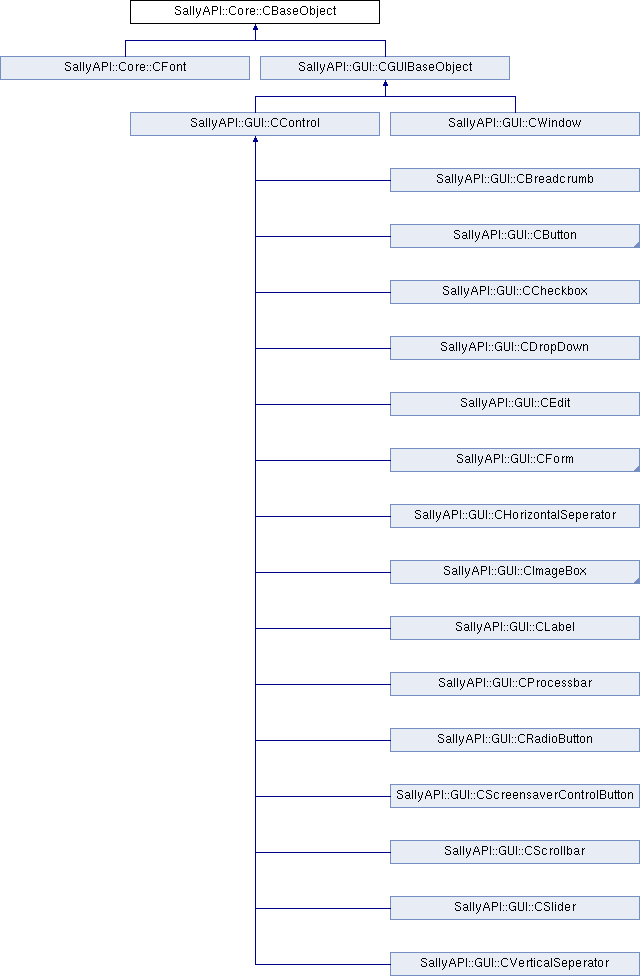 SallyAPI::Core::CBaseObject
SallyAPI::Core::CFont
SallyAPI::GUI::CGUIBaseObject
SallyAPI::GUI::CControl
SallyAPI::GUI::CWindow
SallyAPI::GUI::CBreadcrumb
SallyAPI::GUI::CButton
SallyAPI::GUI::CCheckbox
SallyAPI::GUI::CDropDown
SallyAPI::GUI::CEdit
SallyAPI::GUI::CForm
SallyAPI::GUI::CHorizontalSeperator
SallyAPI::GUI::CImageBox
SallyAPI::GUI::CLabel
SallyAPI::GUI::CProcessbar
SallyAPI::GUI::CRadioButton
SallyAPI::GUI::CScreensaverControlButton
SallyAPI::GUI::CScrollbar
SallyAPI::GUI::CSlider
SallyAPI::GUI::CVerticalSeperator